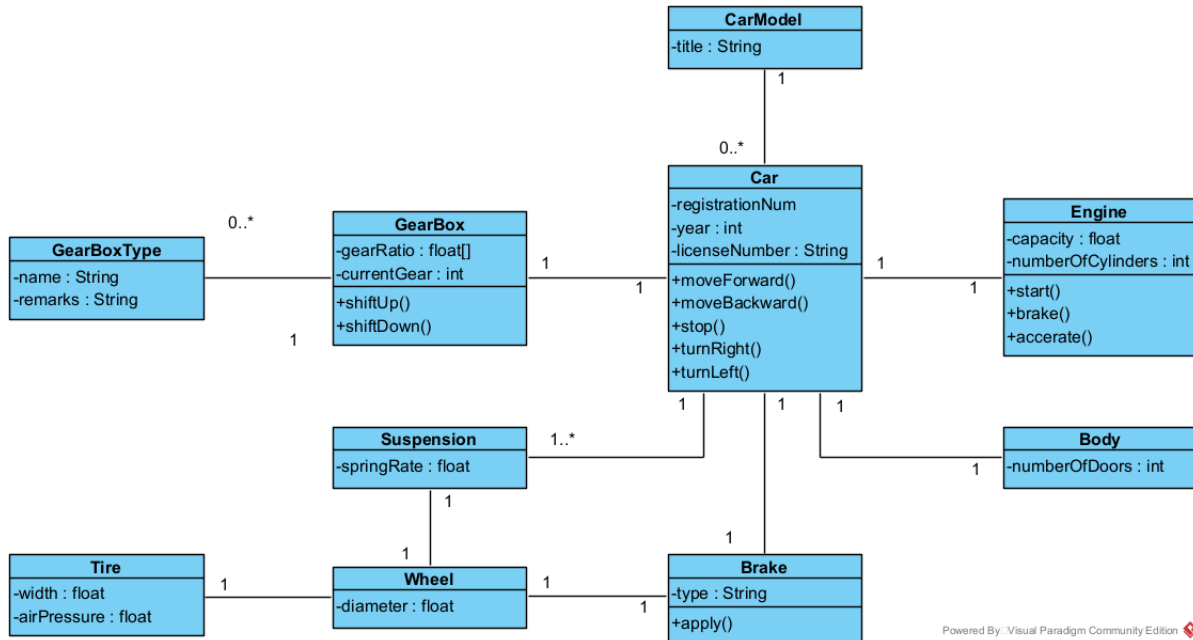 CarModel
-title : String
1
0..*
Car
-registrationNum
-year : int
-licenseNumber : String
+moveForward()
+moveBackward()
+stop()
+turnRight()
+turnLeft()
GearBoxType
-name : String
-remarks : String
0..*
1
GearBox
-gearRatio : float[]
-currentGear : int
+shiftUp()
+shiftDown()
1
1
1
1
Engine
-capacity : float
-numberOfCylinders : int
+start()
+brake()
+accerate()
1
1
1
Suspension
-springRate : float
1..*
1
Body
-numberOfDoors : int
1
1
1
Tire
-width : float
-airPressure : float
1
Wheel
-diameter : float
1
1
Brake
-type : String
+apply()
Powered By Visual Paradigm Community Edition